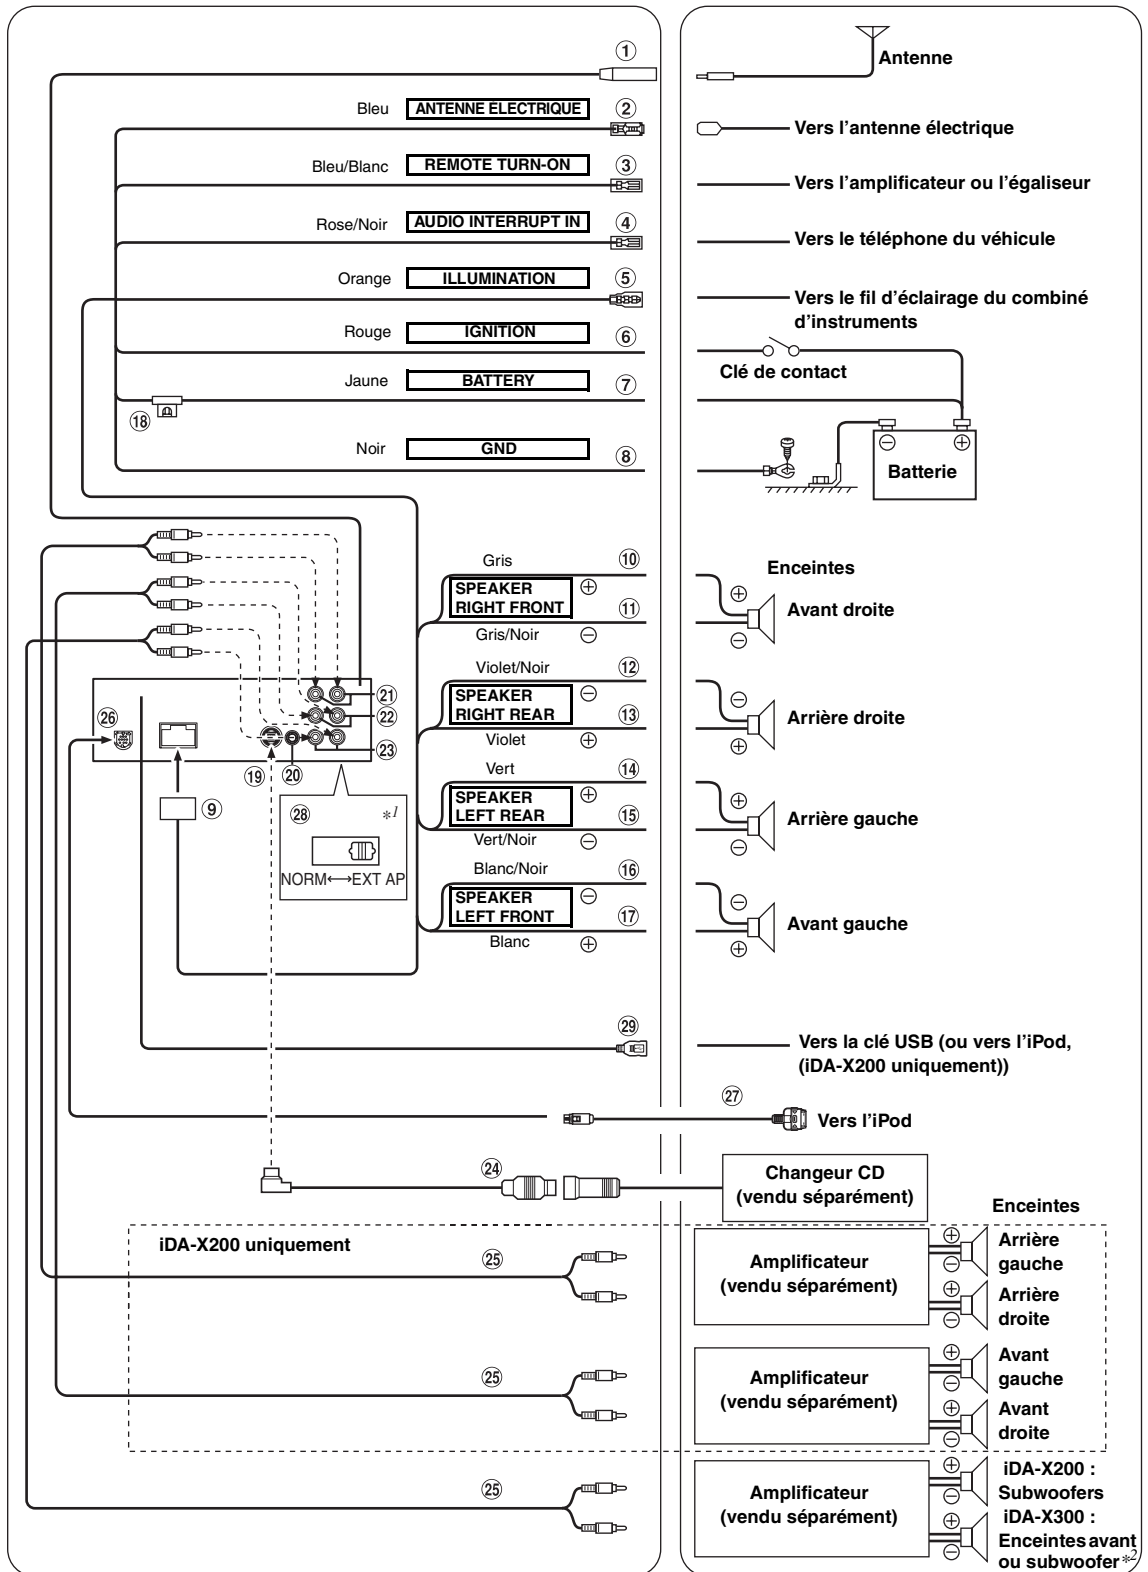 ①
Antenne
Bleu ANTENNE ÉLECTRIQUE ②
Vers l'antenne électrique
Bleu/Blanc REMOTE TURN-ON ③
Vers l'amplificateur ou l'égaliseur
Rose/Noir AUDIO INTERRUPT IN ④
Vers le téléphone du véhicule
Orange ILLUMINATION ⑤
Vers le fil d'éclairage du combiné
d'instruments
Rouge IGNITION ⑥
Clé de contact
Jaune BATTERY ⑦
⑱
Noir GND ⑧
⊖ ⊕
Batterie
Gris ⑩
SPEAKER
RIGHT FRONT
⊕
⑪
Gris/Noir ⊖
Enceintes
⊕
Avant droite
⊖
Violet/Noir ⑫
SPEAKER
RIGHT REAR
⊖
⑬
Violet ⊕
⊖
Arrière droite
⊕
Vert ⑭
SPEAKER
LEFT REAR
⊕
⑮
Vert/Noir ⊖
⊕
Arrière gauche
⊖
Blanc/Noir ⑯
SPEAKER
LEFT FRONT
⊖
⑰
Blanc ⊕
⊖
Avant gauche
⊕
㉑
㉒
㉓
㉖
⑲ ⑳
⑨
㉘ *1
NORM↔EXT AP
㉙
Vers la clé USB (ou vers l'iPod,
(iDA-X200 uniquement))
㉗
Vers l'iPod
㉔
Changeur CD
(vendu séparément)
Enceintes
iDA-X200 uniquement
㉕
Amplificateur
(vendu séparément)
⊕
⊖
Arrière
gauche
⊕
⊖
Arrière
droite
㉕
Amplificateur
(vendu séparément)
⊕
⊖
Avant
gauche
⊕
⊖
Avant
droite
㉕
Amplificateur
(vendu séparément)
⊕
⊖
iDA-X200 :
Subwoofers
⊕
⊖
iDA-X300 :
Enceintes avant
ou subwoofer *2